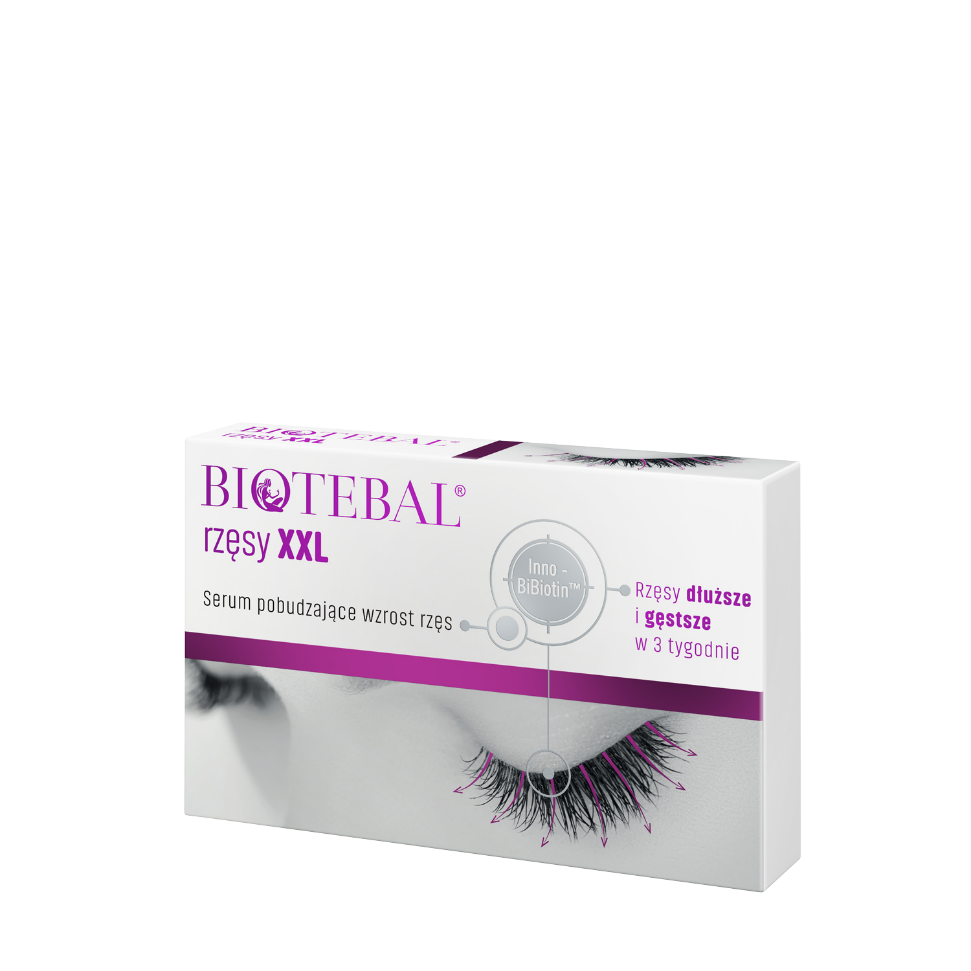 BIOTEBAL®
rzęsy XXL
BIOTEBAL®
rzęsy XXL
Serum pobudzające wzrost rzęs
Inno -
BiBiotin™
Rzęsy dłuższe
i gęstsze
w 3 tygodnie